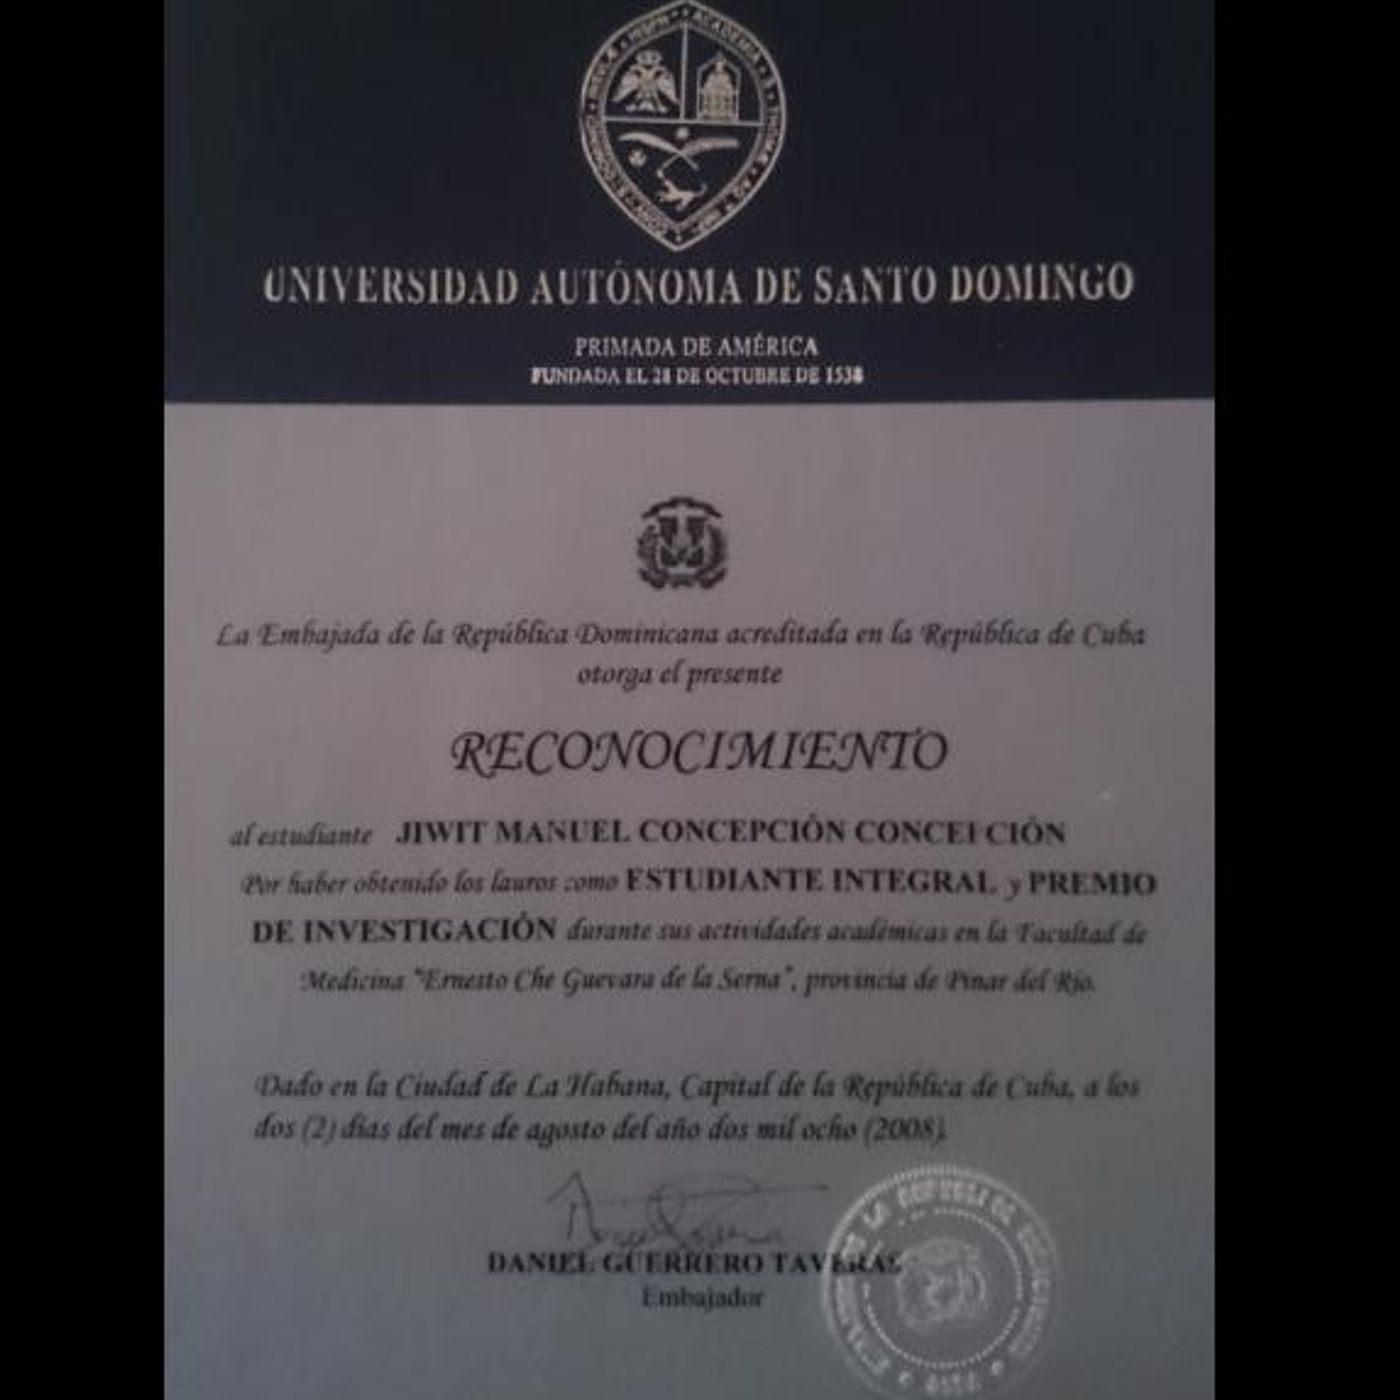 UNIVERSIDAD AUTÓNOMA DE SANTO DOMINGO
PRIMADA DE AMÉRICA
FUNDADA EL 28 DE OCTUBRE DE 1538
La Embajada de la República Dominicana acreditada en la República de Cuba
otorga el presente
RECONOCIMIENTO
al estudiante JIWIT MANUEL CONCEPCIÓN CONCEPCIÓN
Por haber obtenido los lauros como ESTUDIANTE INTEGRAL y PREMIO
DE INVESTIGACIÓN durante sus actividades académicas en la Facultad de
Medicina "Ernesto Che Guevara de la Serna", provincia de Pinar del Río.
Dado en la Ciudad de La Habana, Capital de la República de Cuba, a los
dos (2) días del mes de agosto del año dos mil ocho (2008).
DANIEL GUERRERO TAVERAS
Embajador